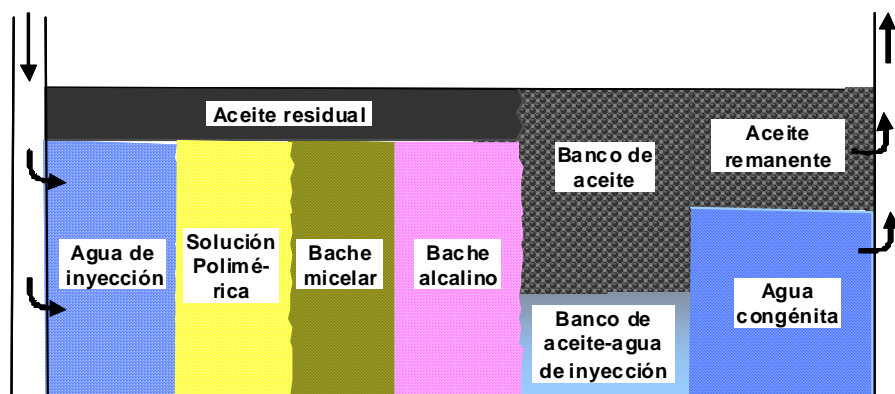 Aceite residual
Agua de
inyección
Solución
Polimé-
rica
Bache
micelar
Bache
alcalino
Banco de
aceite
Aceite
remanente
Banco de
aceite-agua
de inyección
Agua
congénita